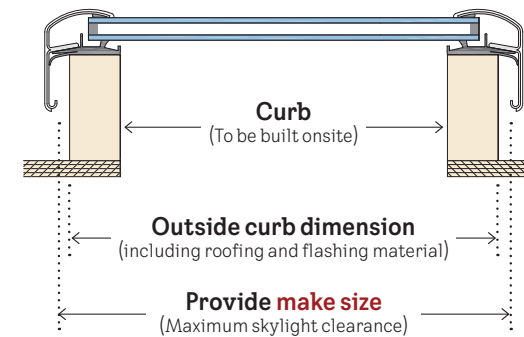 Curb
(To be built onsite)
Outside curb dimension
(including roofing and flashing material)
Provide make size
(Maximum skylight clearance)